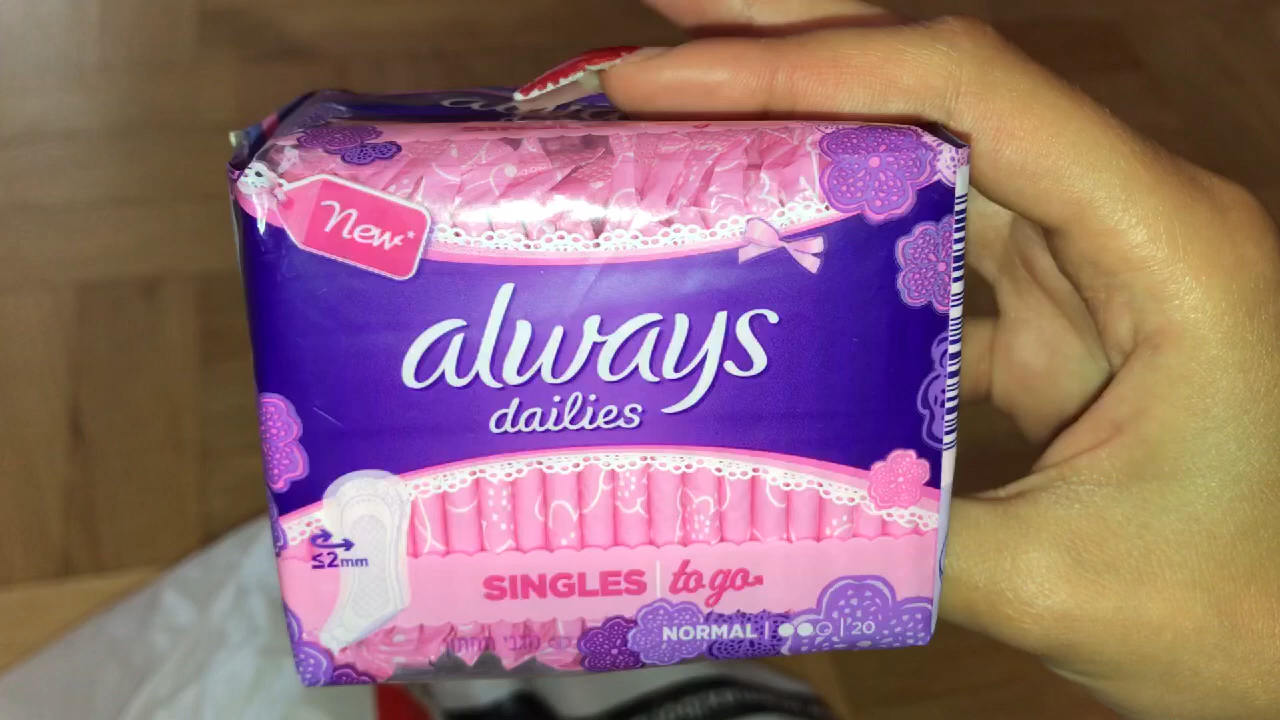 New*
always
dailies
≤2mm
SINGLES | to go
NORMAL | 20